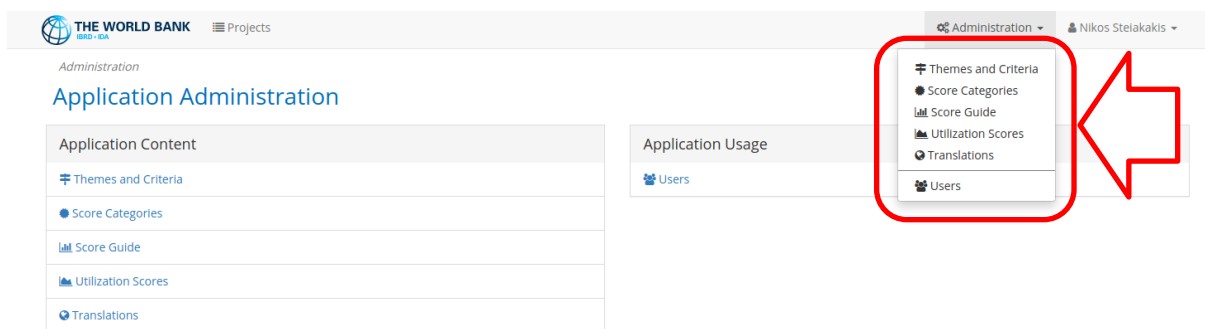 THE WORLD BANK
IBRD • IDA
Projects
Administration
Nikos Steiakakis
Administration
Application Administration
Themes and Criteria
Score Categories
Score Guide
Utilization Scores
Translations
Users
Application Content
Themes and Criteria
Score Categories
Score Guide
Utilization Scores
Translations
Application Usage
Users